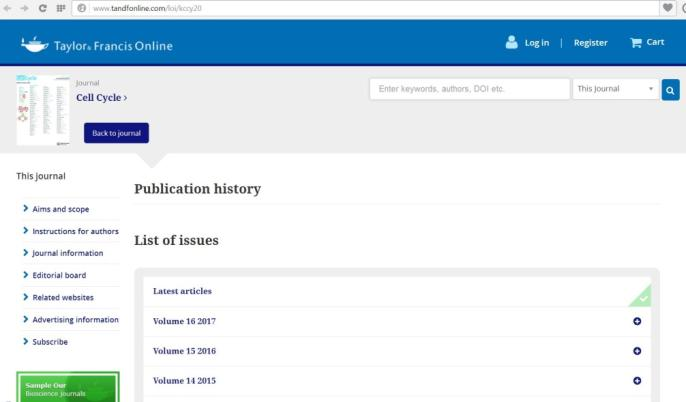 www.tandfonline.com/loi/kccy20
Taylor & Francis Online
Log in | Register Cart
Journal
Cell Cycle >
Enter keywords, authors, DOI etc.
This Journal
Back to journal
This journal
Aims and scope
Instructions for authors
Journal information
Editorial board
Related websites
Advertising information
Subscribe
Sample Our
Bioscience Journals
Publication history
List of issues
Latest articles
Volume 16 2017
Volume 15 2016
Volume 14 2015